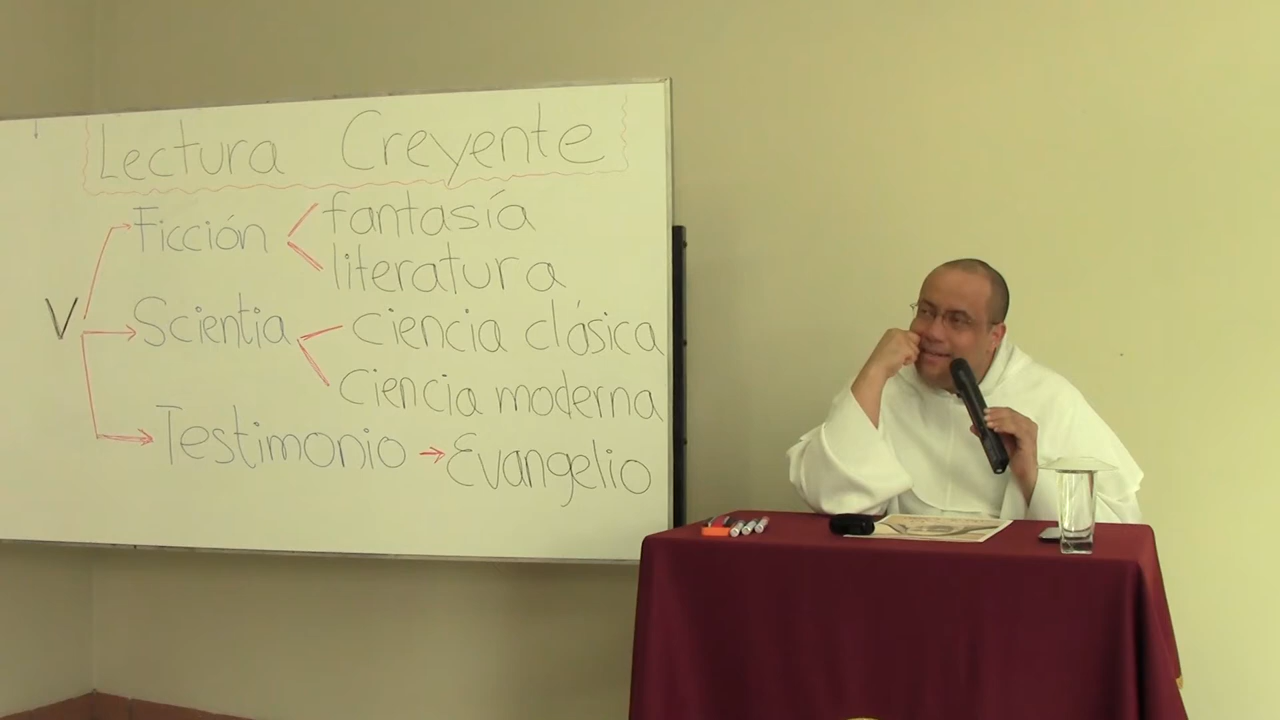 Lectura Creyente
Ficción fantasía
literatura
V Scientia ciencia clásica
ciencia moderna
Testimonio → Evangelio